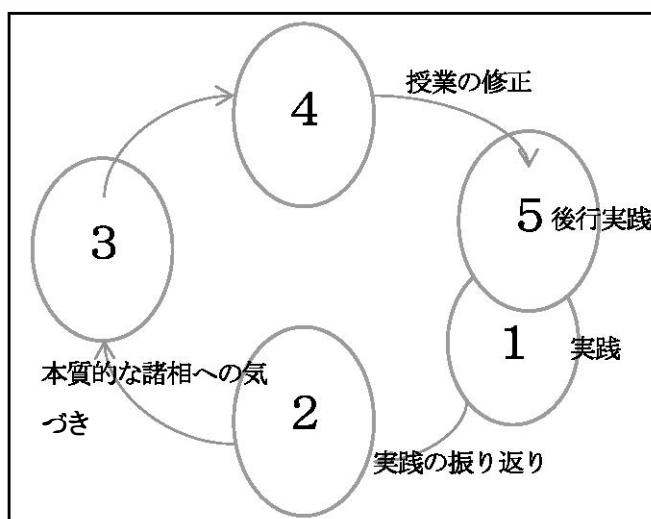 4
授業の修正
5 後行実践
3
1 実践
本質的な諸相への気
づき
2
実践の振り返り